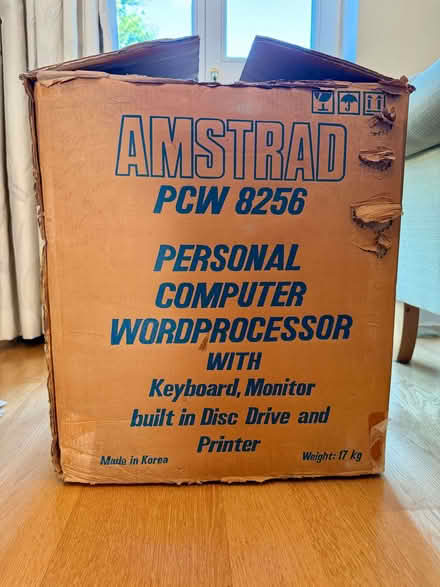 AMSTRAD
PCW 8256
PERSONAL
COMPUTER
WORDPROCESSOR
WITH
Keyboard, Monitor
built in Disc Drive and
Printer
Made in Korea
Weight: 17 kg